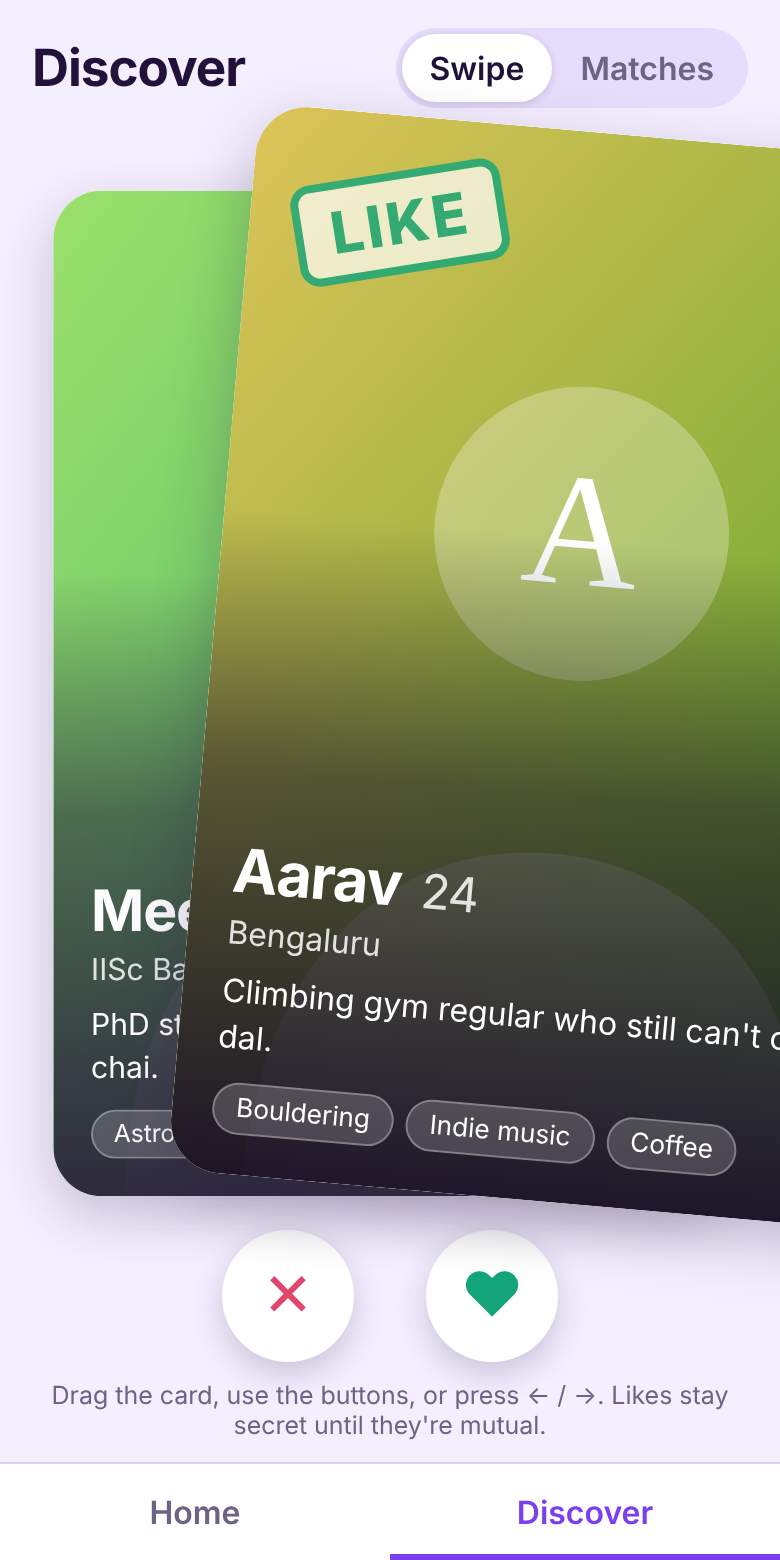 Discover
Swipe
Matches
LIKE
A
Aarav 24
Bengaluru
Climbing gym regular who still can't
dal.
Bouldering
Indie music
Coffee
IISc
PhD
chai.
Drag the card, use the buttons, or press ← / →. Likes stay
secret until they're mutual.
Home
Discover